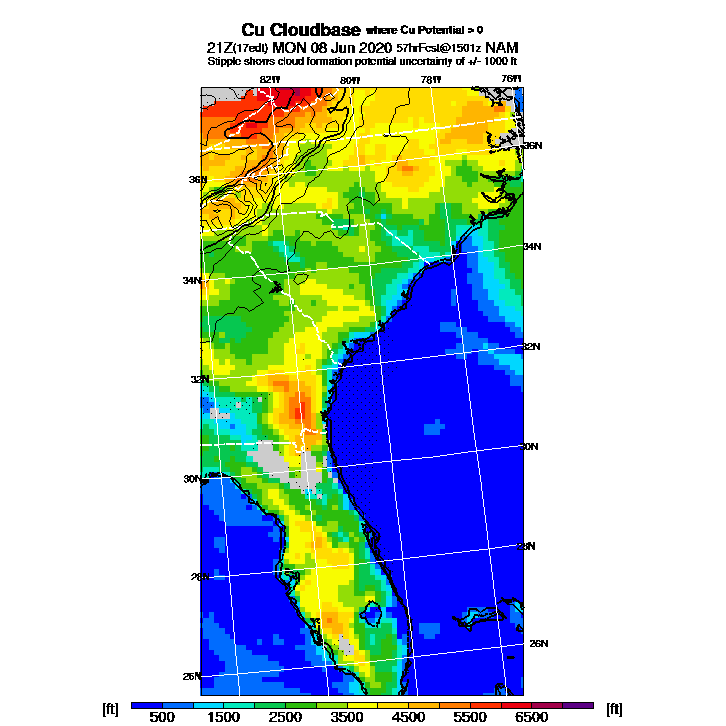 Cu Cloudbase where Cu Potential > 0
21Z(17edt) MON 08 Jun 2020 57hrFcst@1501z NAM
Stipple shows cloud formation potential uncertainty of +/- 1000 ft
82W 80W 78W 76W
36N
36N
34N
34N
32N
32N
30N
30N
28N
28N
26N
26N
[ft] 500 1500 2500 3500 4500 5500 6500 [ft]